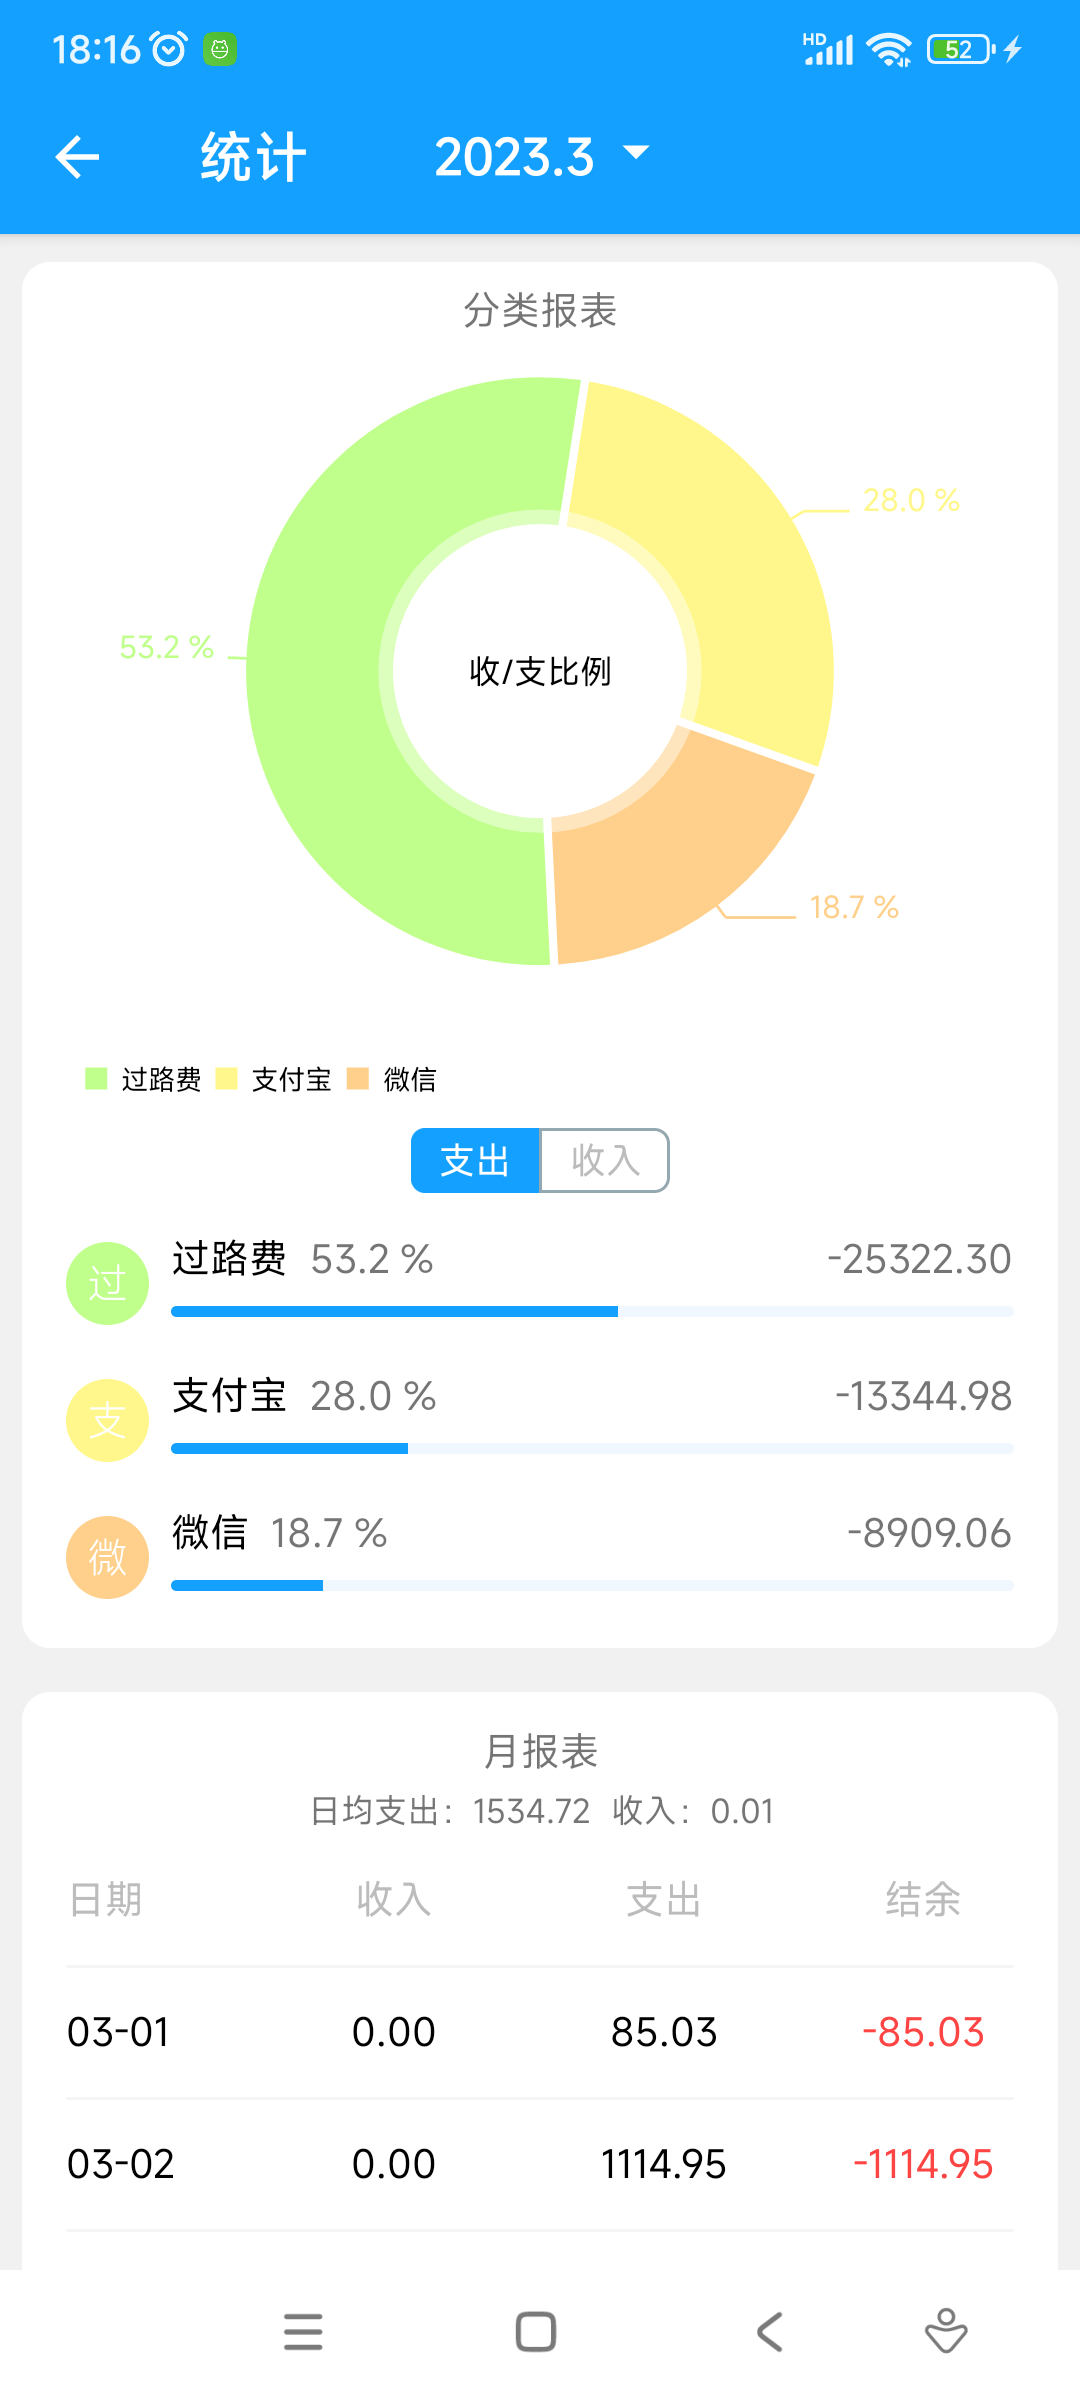 18:16 HD 52
统计 2023.3
分类报表
28.0 %
53.2 %
收/支比例
18.7 %
过路费 支付宝 微信
支出 收入
过 过路费 53.2 % -25322.30
支 支付宝 28.0 % -13344.98
微 微信 18.7 % -8909.06
月报表
日均支出：1534.72 收入：0.01
日期 收入 支出 结余
03-01 0.00 85.03 -85.03
03-02 0.00 1114.95 -1114.95